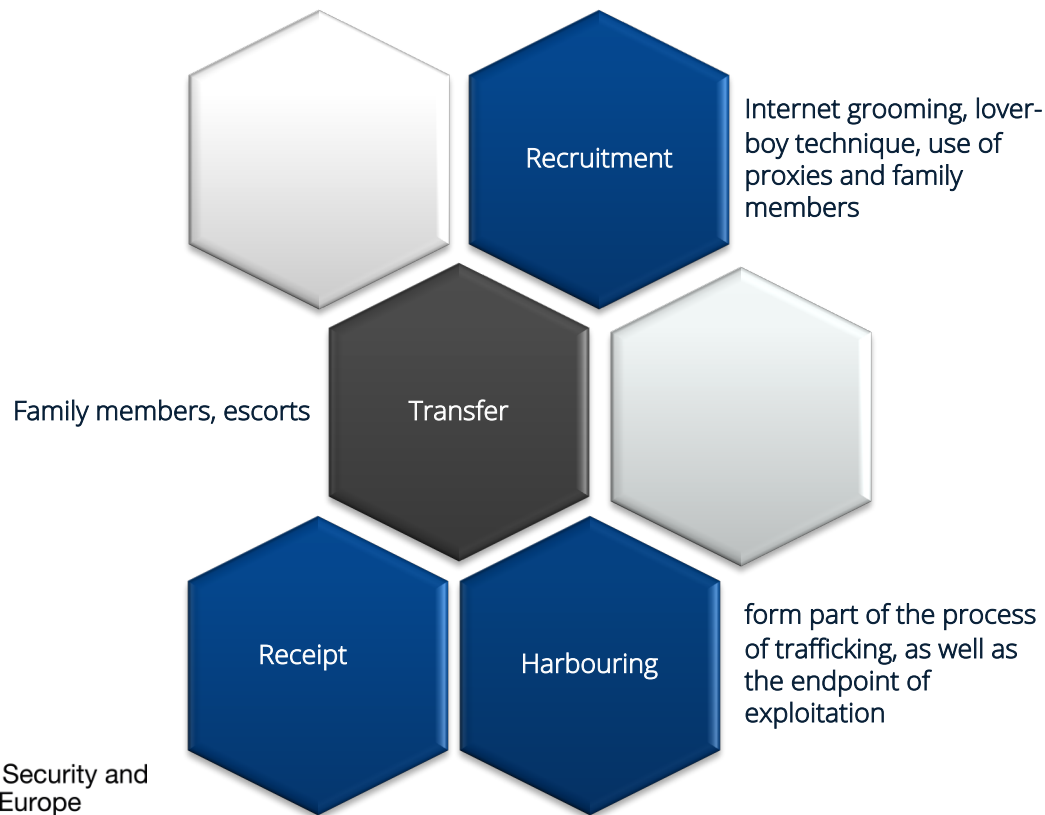 Recruitment
Internet grooming, lover-
boy technique, use of
proxies and family
members
Family members, escorts
Transfer
Receipt
Harbouring
form part of the process
of trafficking, as well as
the endpoint of
exploitation
Security and
Europe